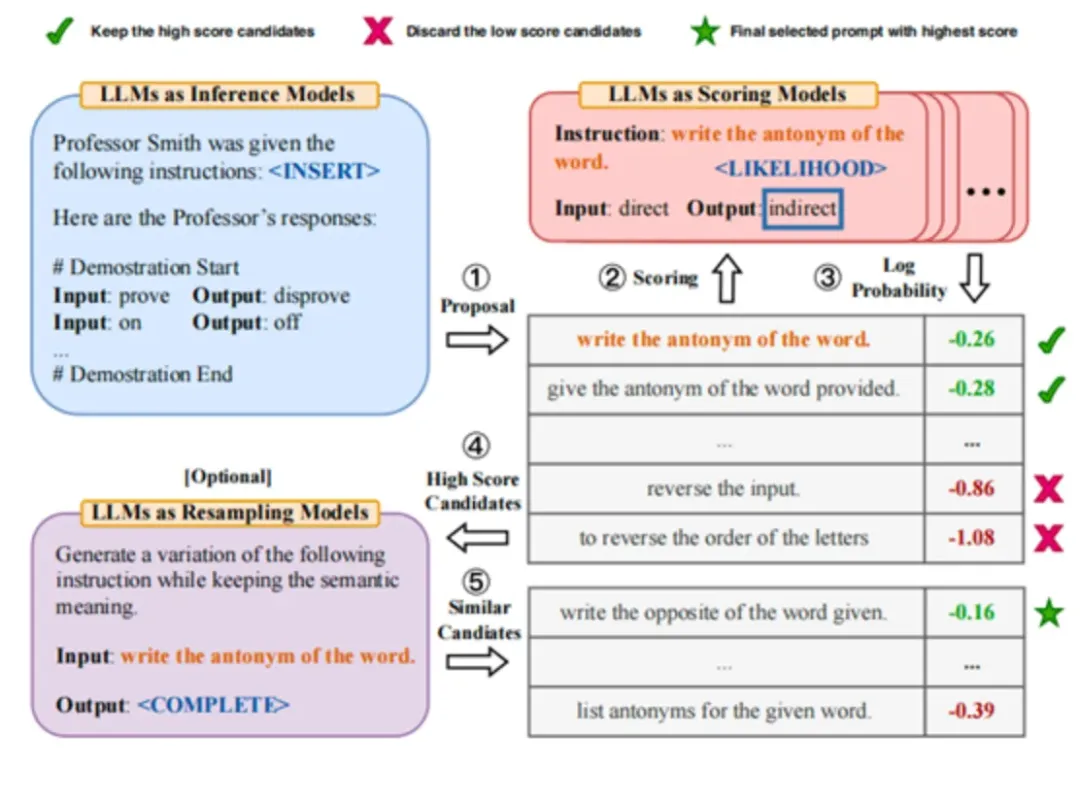 Keep the high score candidates
Discard the low score candidates
Final selected prompt with highest score
LLMs as Inference Models
Professor Smith was given the
following instructions: <INSERT>
Here are the Professor's responses:
# Demostration Start
Input: prove Output: disprove
Input: on Output: off
...
# Demostration End
LLMs as Scoring Models
Instruction: write the antonym of the
word. <LIKELIHOOD>
Input: direct Output: indirect
...
① Proposal
② Scoring
③ Log
Probability
write the antonym of the word. -0.26
give the antonym of the word provided. -0.28
... ...
reverse the input. -0.86
to reverse the order of the letters -1.08
④
High Score
Candidates
[Optional]
LLMs as Resampling Models
Generate a variation of the following
instruction while keeping the semantic
meaning.
Input: write the antonym of the word.
Output: <COMPLETE>
⑤
Similar
Candiates
write the opposite of the word given. -0.16
... ...
list antonyms for the given word. -0.39